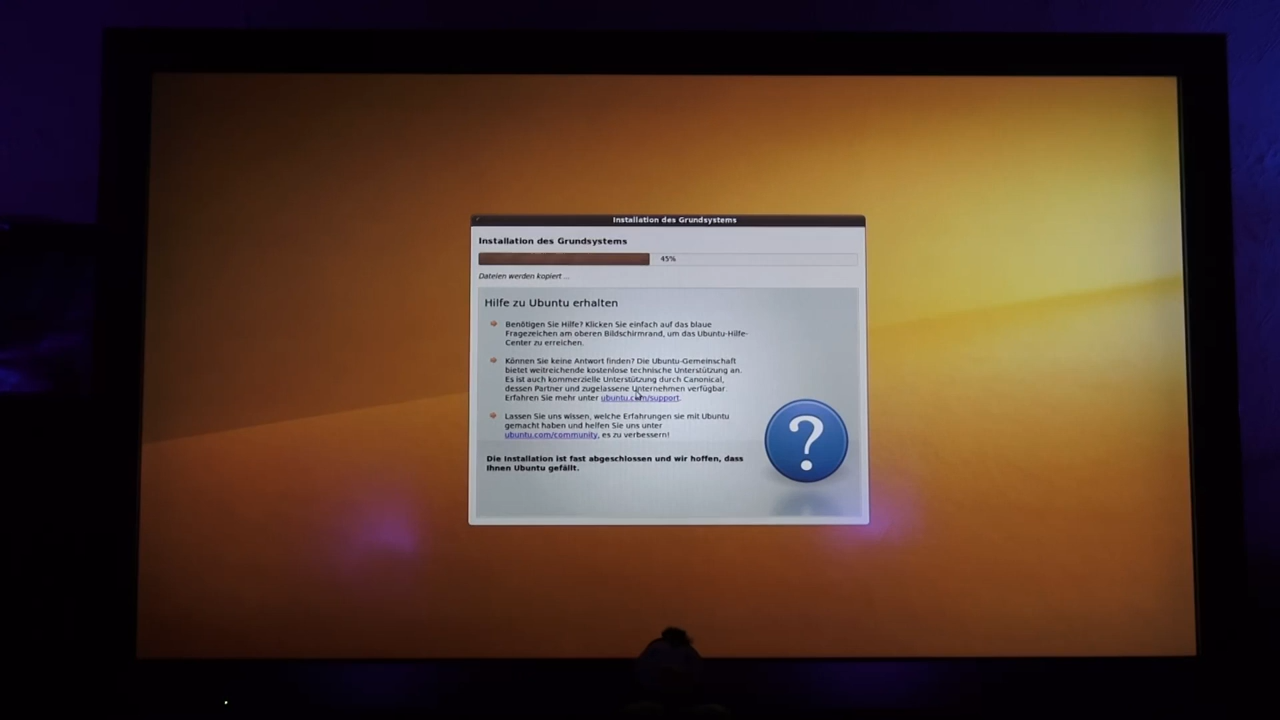 Installation des Grundsystems
Installation des Grundsystems
45%
Dateien werden kopiert ...
Hilfe zu Ubuntu erhalten
Benötigen Sie Hilfe? Klicken Sie einfach auf das blaue
Fragezeichen am oberen Bildschirmrand, um das Ubuntu-Hilfe-
Center zu erreichen.
Können Sie keine Antwort finden? Die Ubuntu-Gemeinschaft
bietet weitreichende kostenlose technische Unterstützung an.
Es ist auch kommerzielle Unterstützung durch Canonical,
dessen Partner und zugelassene Unternehmen verfügbar.
Erfahren Sie mehr unter ubuntu.com/support.
Lassen Sie uns wissen, welche Erfahrungen sie mit Ubuntu
gemacht haben und helfen Sie uns unter
ubuntu.com/community, es zu verbessern!
Die Installation ist fast abgeschlossen und wir hoffen, dass
Ihnen Ubuntu gefällt.
?